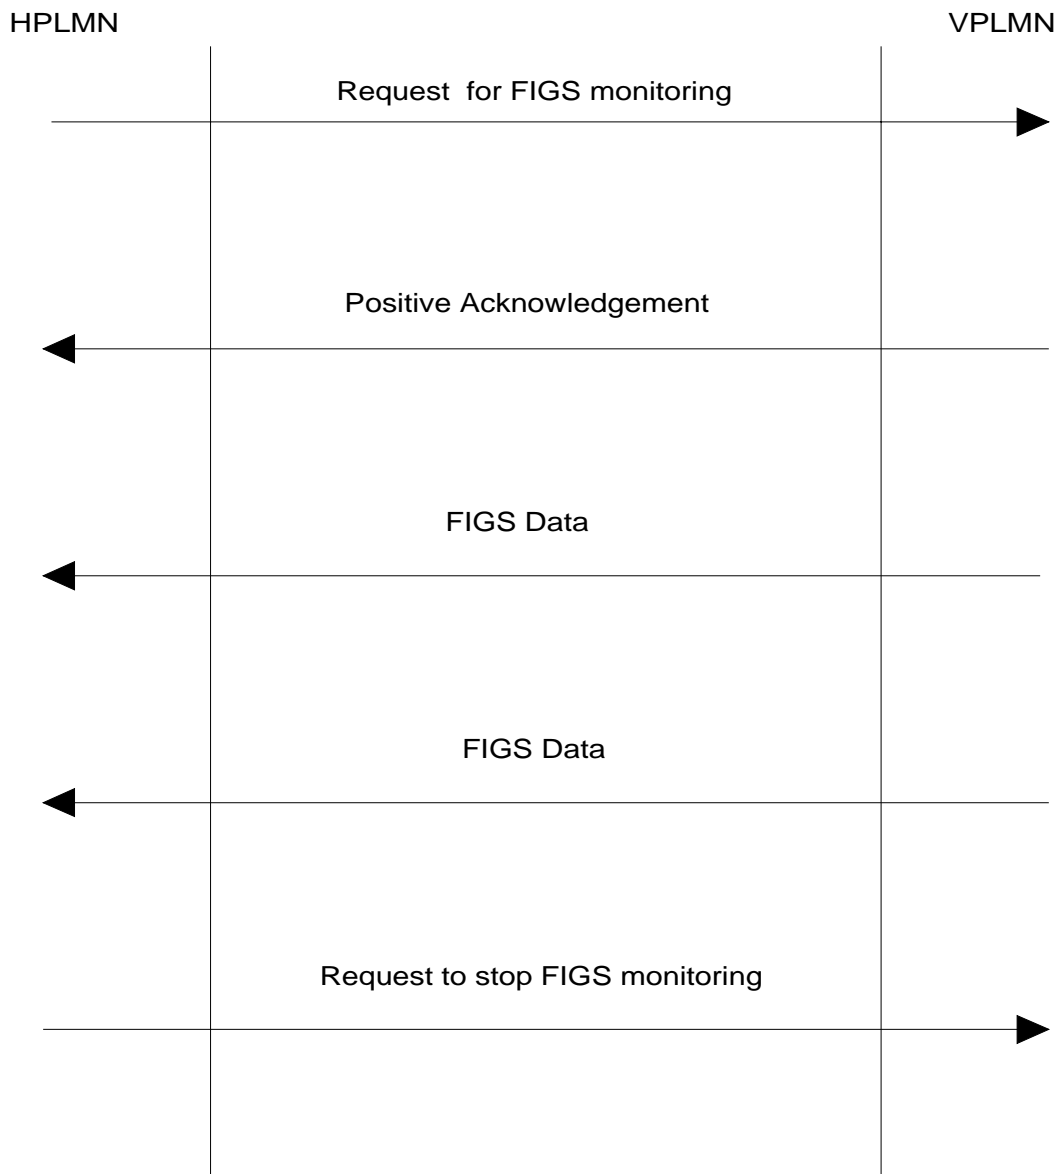 HPLMN
VPLMN
Request for FIGS monitoring
Positive Acknowledgement
FIGS Data
FIGS Data
Request to stop FIGS monitoring